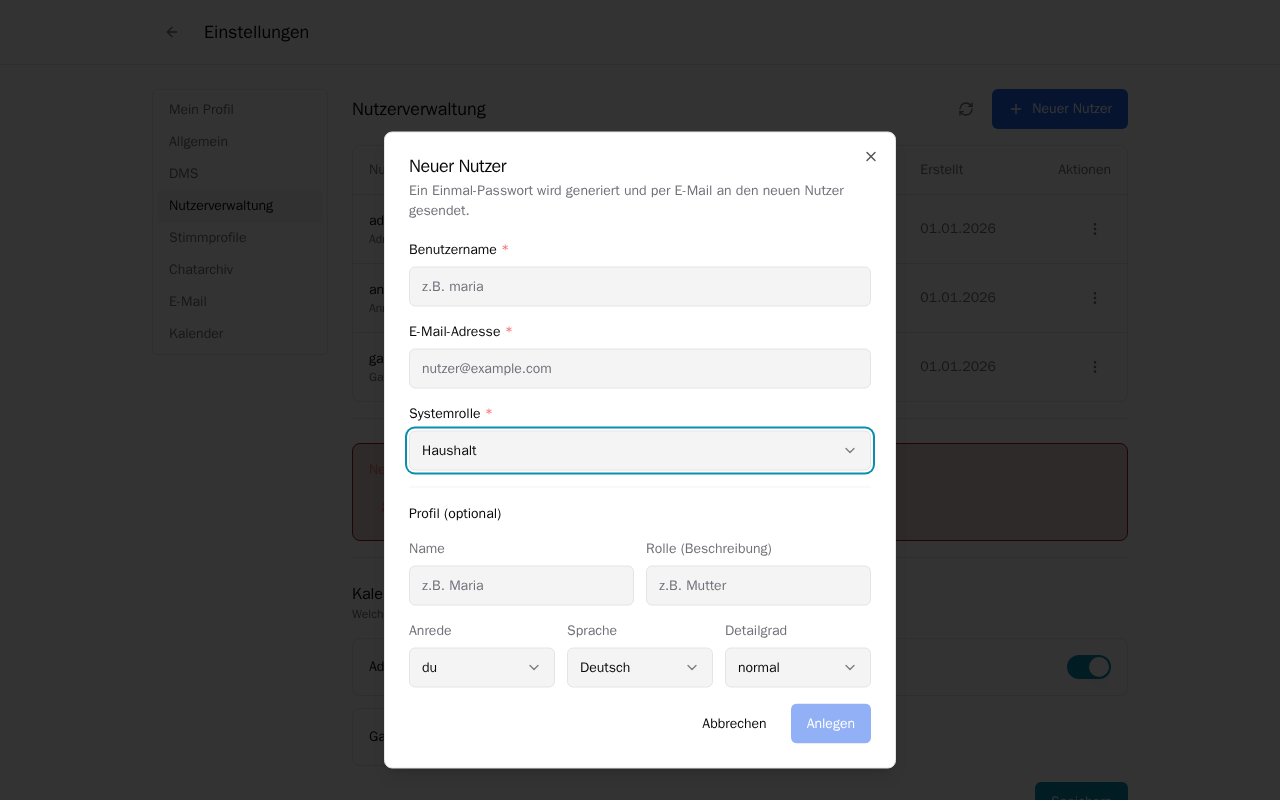 Einstellungen
Mein Profil
Allgemein
DMS
Nutzerverwaltung
Stimmprofile
Chatarchiv
E-Mail
Kalender
Nutzerverwaltung
Neuer Nutzer
Erstellt
Aktionen
01.01.2026
01.01.2026
01.01.2026
Neuer Nutzer
Ein Einmal-Passwort wird generiert und per E-Mail an den neuen Nutzer
gesendet.
Benutzername *
z.B. maria
E-Mail-Adresse *
nutzer@example.com
Systemrolle *
Haushalt
Profil (optional)
Name
Rolle (Beschreibung)
z.B. Maria
z.B. Mutter
Anrede
Sprache
Detailgrad
du
Deutsch
normal
Abbrechen
Anlegen